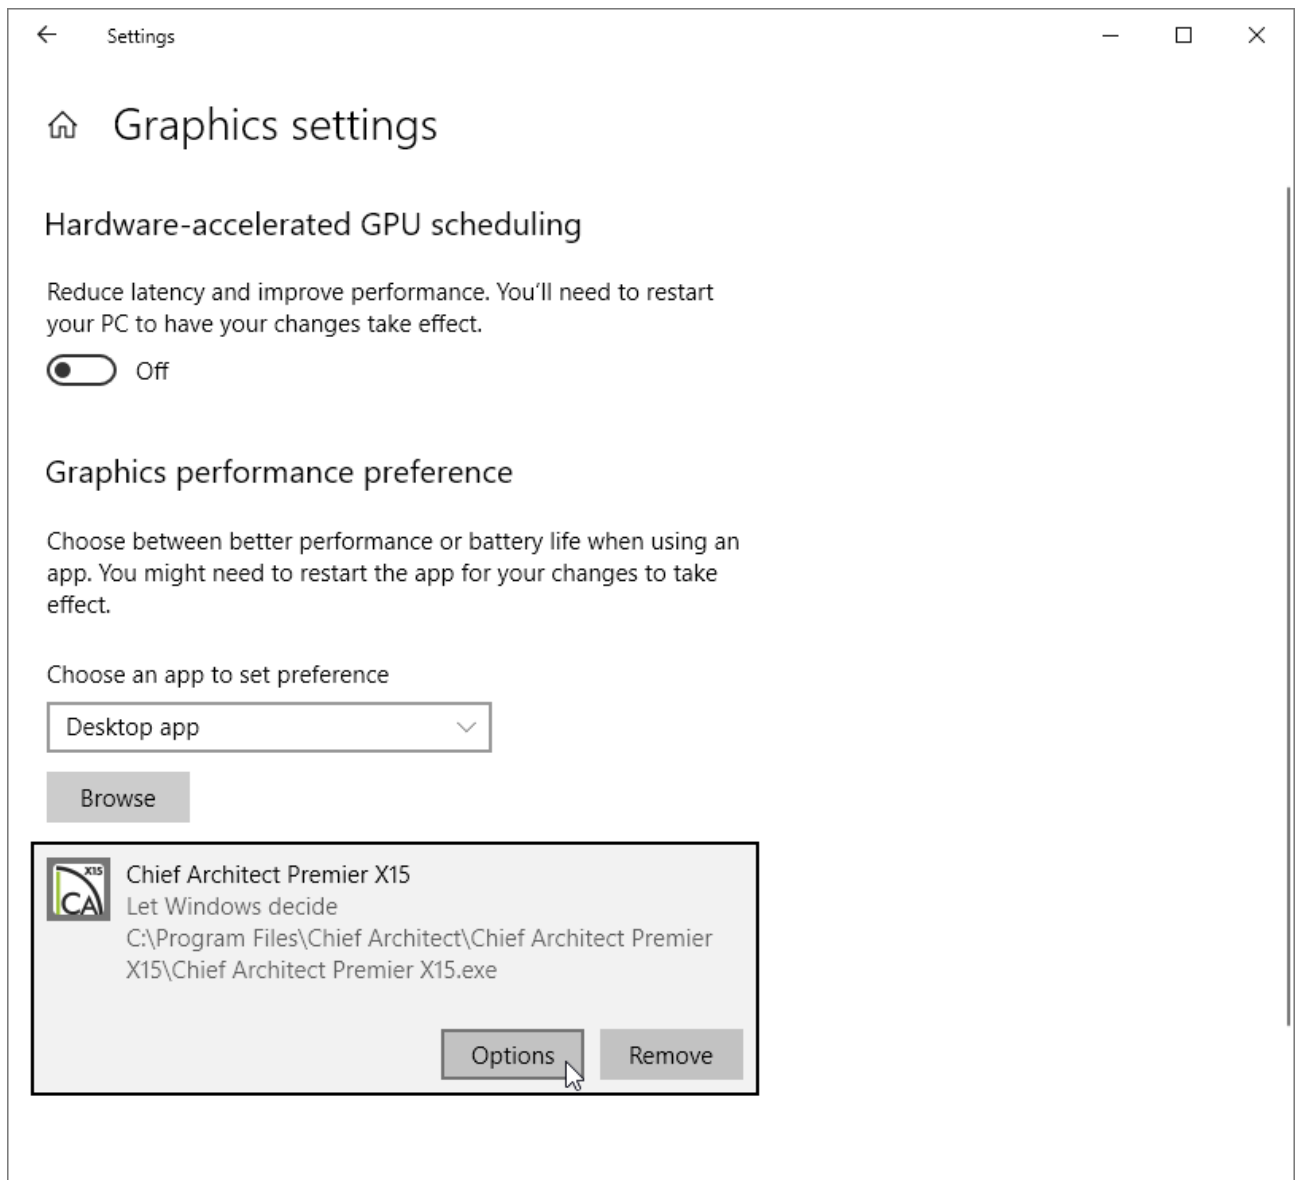 Settings
Graphics settings
Hardware-accelerated GPU scheduling
Reduce latency and improve performance. You'll need to restart
your PC to have your changes take effect.
Off
Graphics performance preference
Choose between better performance or battery life when using an
app. You might need to restart the app for your changes to take
effect.
Choose an app to set preference
Desktop app
Browse
X15
CA
Chief Architect Premier X15
Let Windows decide
C:\Program Files\Chief Architect\Chief Architect Premier
X15\Chief Architect Premier X15.exe
Options
Remove